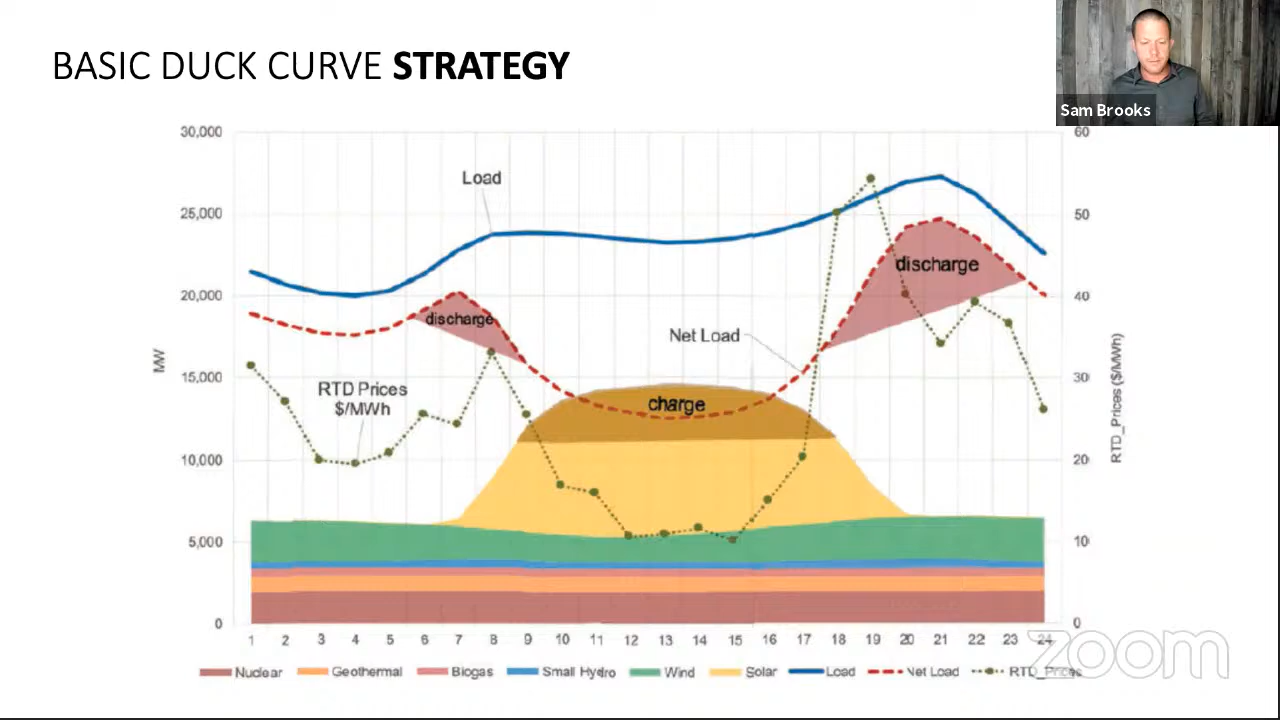 BASIC DUCK CURVE STRATEGY
Sam Brooks
30,000
25,000
20,000
15,000
10,000
5,000
0
MW
60
50
40
30
20
10
0
RTD_Prices ($/MWh)
Load
discharge
discharge
Net Load
RTD Prices
$/MWh
charge
1 2 3 4 5 6 7 8 9 10 11 12 13 14 15 16 17 18 19 20 21 22 23 24
Nuclear Geothermal Biogas Small Hydro Wind Solar Load Net Load RTD_Prices
zoom